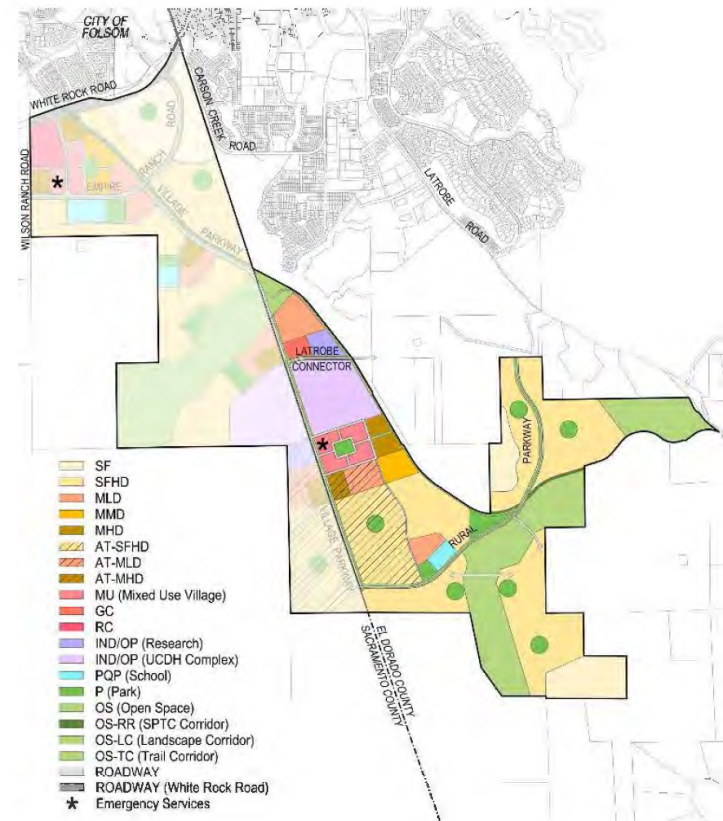 CITY OF
FOLSOM
WHITE ROCK ROAD
CARSON CREEK
ROAD
WILSON RANCH ROAD
EMPIRE
RANCH
ROAD
VILLAGE
PARKWAY
LATROBE
ROAD
LATROBE
CONNECTOR
*
*
PARKWAY
RURAL
VILLAGE PARKWAY
EL DORADO COUNTY
SACRAMENTO COUNTY
SF
SFHD
MLD
MMD
MHD
AT-SFHD
AT-MLD
AT-MHD
MU (Mixed Use Village)
GC
RC
IND/OP (Research)
IND/OP (UCDH Complex)
PQP (School)
P (Park)
OS (Open Space)
OS-RR (SPTC Corridor)
OS-LC (Landscape Corridor)
OS-TC (Trail Corridor)
ROADWAY
ROADWAY (White Rock Road)
* Emergency Services